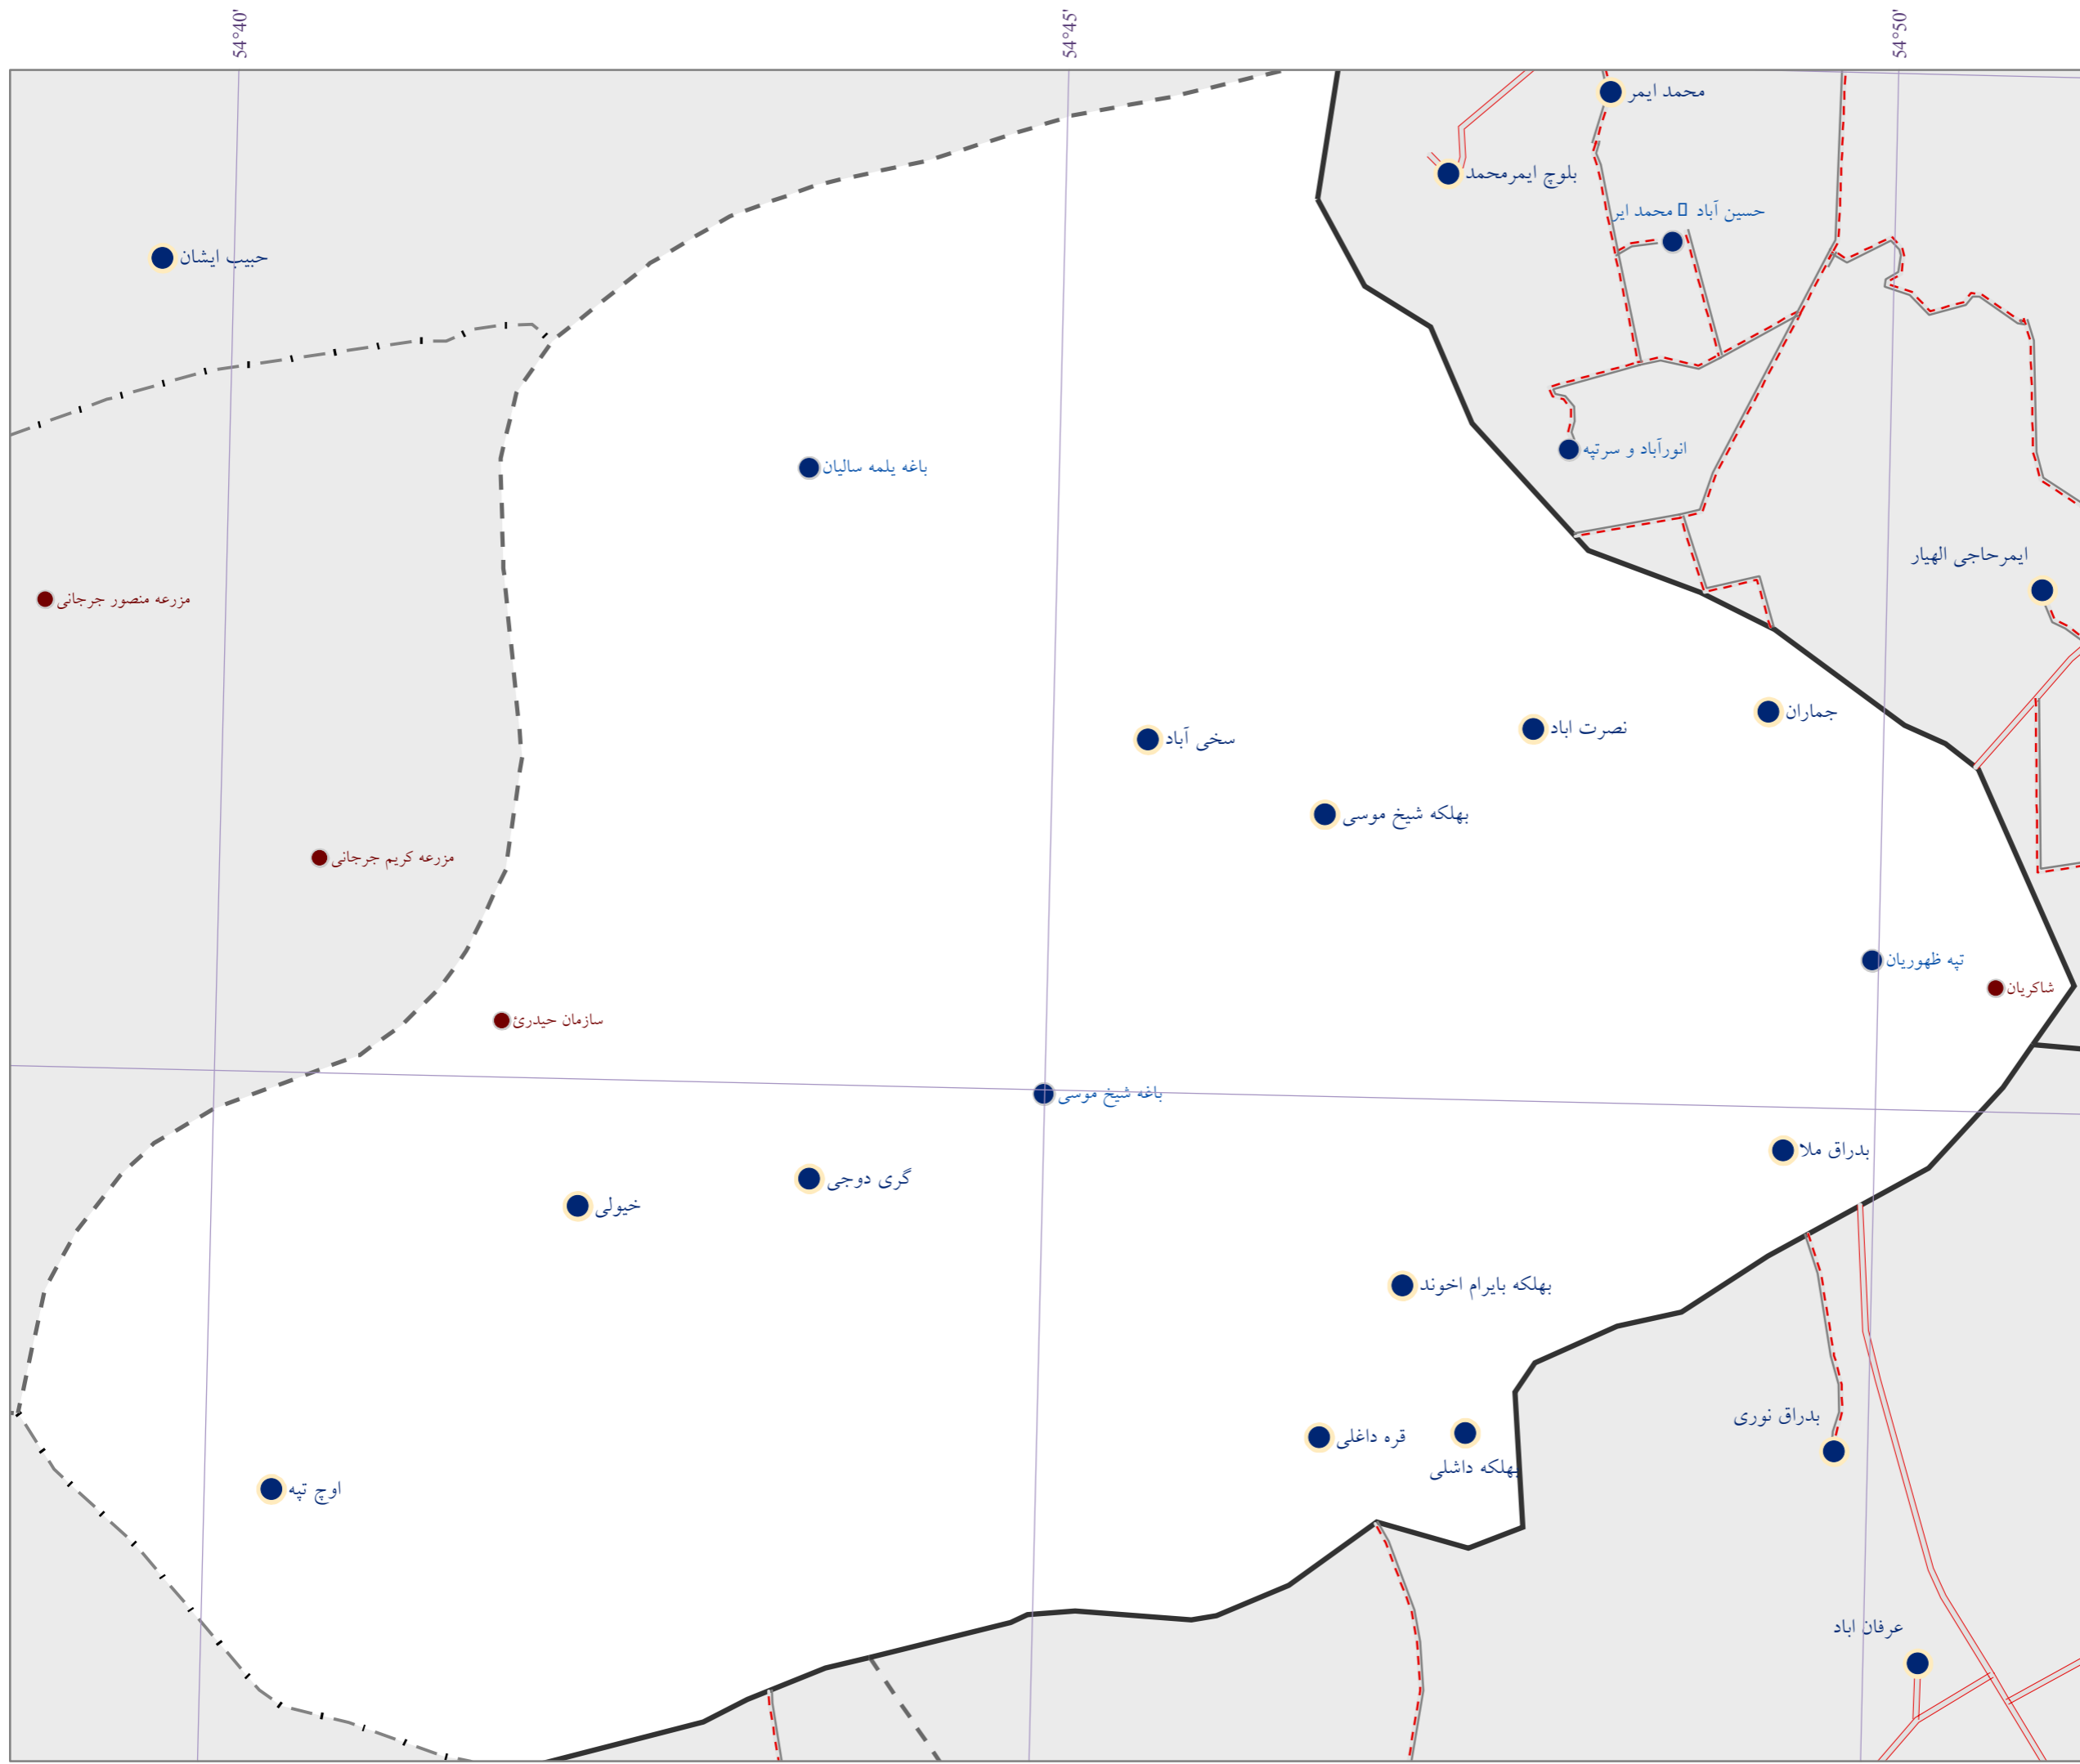 54°40'
54°45'
54°50'
محمد ایمر
بلوچ ایمرمحمد
حسین آباد ▯ محمد ایر
حبیب ایشان
انورآباد و سرتپه
باغه یلمه سالیان
ایمرحاجی الهیار
مزرعه منصور جرجانی
جماران
نصرت اباد
سخی آباد
بهلکه شیخ موسی
مزرعه کریم جرجانی
تپه ظهوریان
شاکریان
سازمان حیدرئ
باغه شیخ موسی
بدراق ملا
گری دوجی
خیولی
بهلکه بایرام اخوند
بدراق نوری
قره داغلی
بهلکه داشلی
اوچ تپه
عرفان اباد